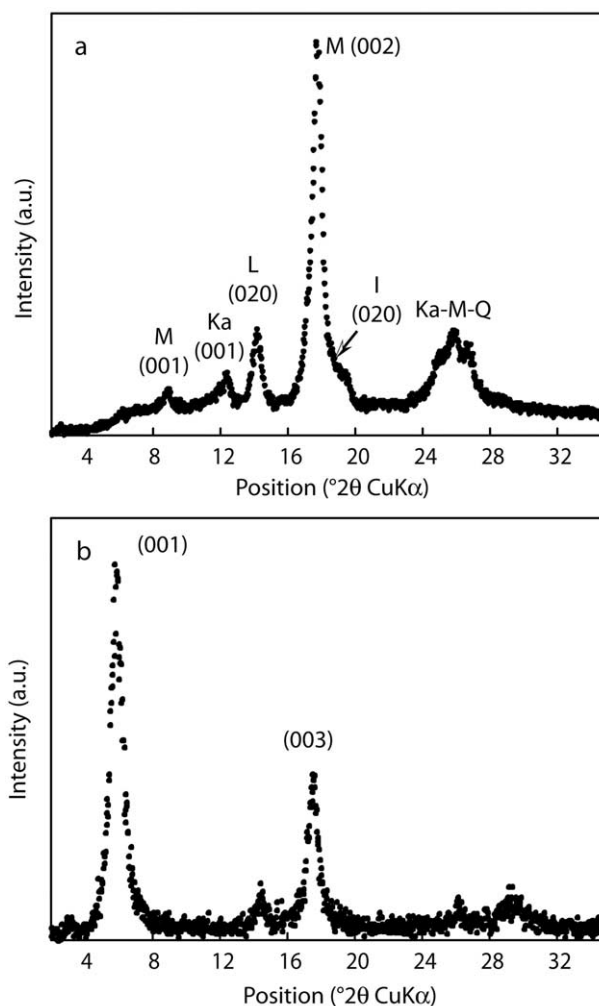 a
M (002)
L
(020)
I
(020)
Ka-M-Q
Ka
(001)
M
(001)
Intensity (a.u.)
4 8 12 16 20 24 28 32
Position (°2θ CuKα)
b
(001)
(003)
Intensity (a.u.)
4 8 12 16 20 24 28 32
Position (°2θ CuKα)